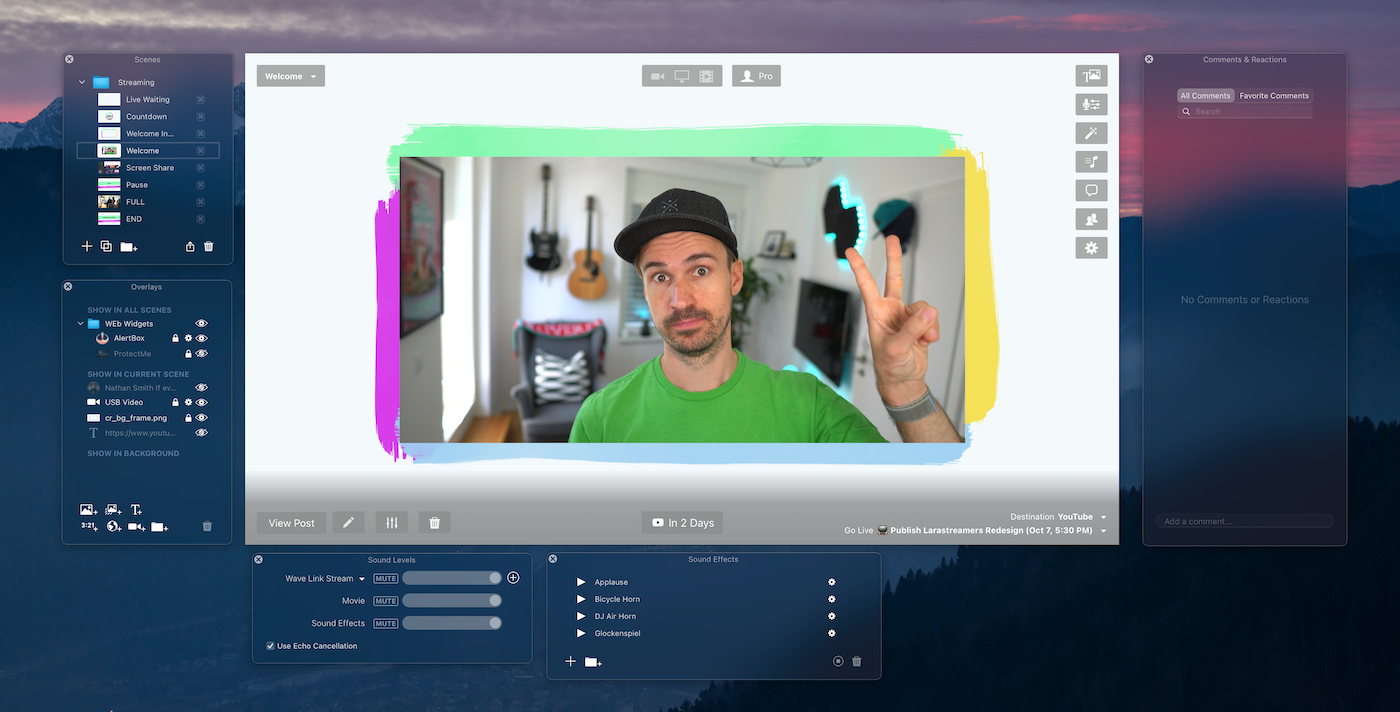 Scenes
Streaming
Live Waiting
Countdown
Welcome In...
Welcome
Screen Share
Pause
FULL
END
Overlays
SHOW IN ALL SCENES
WEb Widgets
AlertBox
ProtectMe
SHOW IN CURRENT SCENE
Nathan Smith If ev...
USB Video
cr_bg_frame.png
T https://www.youtu...
SHOW IN BACKGROUND
T+
3:21+
Welcome
Pro
T
View Post
In 2 Days
Destination YouTube
Go Live Publish Larastreamers Redesign (Oct 7, 5:30 PM)
Comments & Reactions
All Comments Favorite Comments
Search
No Comments or Reactions
Add a comment...
Sound Levels
Wave Link Stream MUTE
Movie MUTE
Sound Effects MUTE
Use Echo Cancellation
Sound Effects
Applause
Bicycle Horn
DJ Air Horn
Glockenspiel